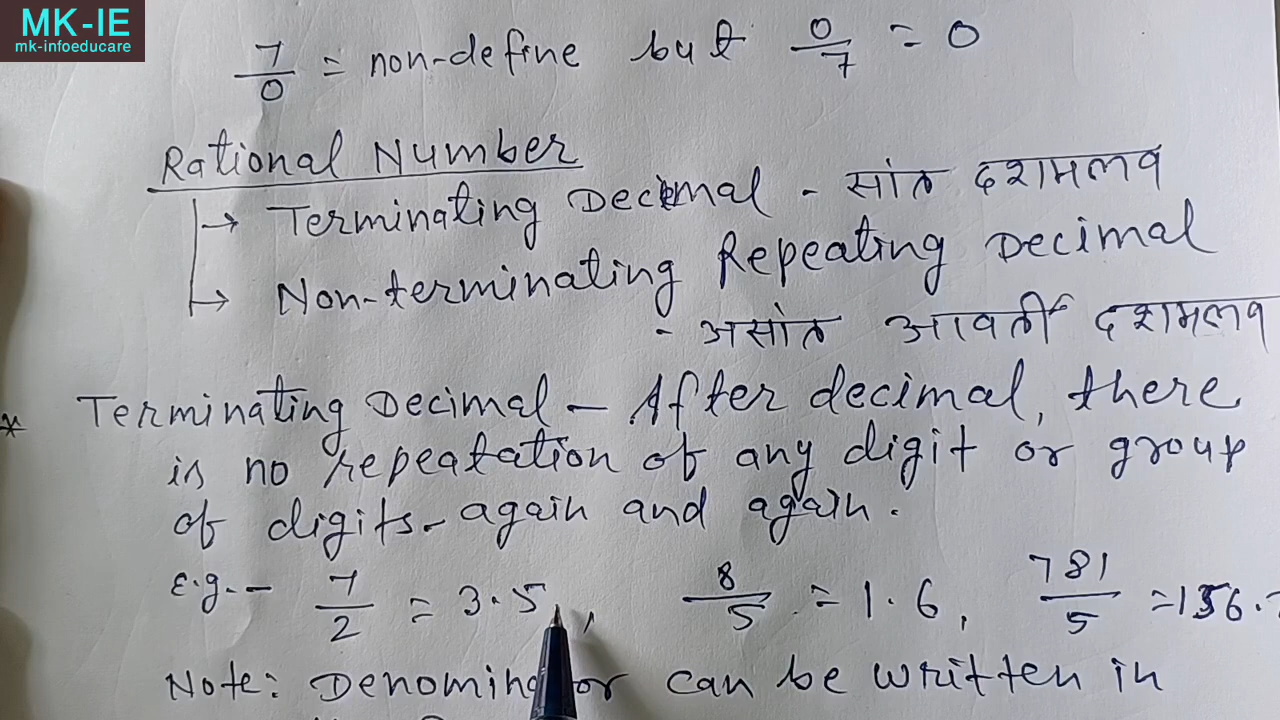 MK-IE
mk-infoeducare
7/0 = non-define but 0/7 = 0
Rational Number
→ Terminating Decimal - सांत दशमलव
→ Non-terminating Repeating Decimal
- असांत आवर्ती दशमलव
* Terminating Decimal - After decimal, there
is no repeatation of any digit or group
of digits again and again.
E.g. - 7/2 = 3.5, 8/5 = 1.6, 781/5 = 156.
Note: Denominator can be written in